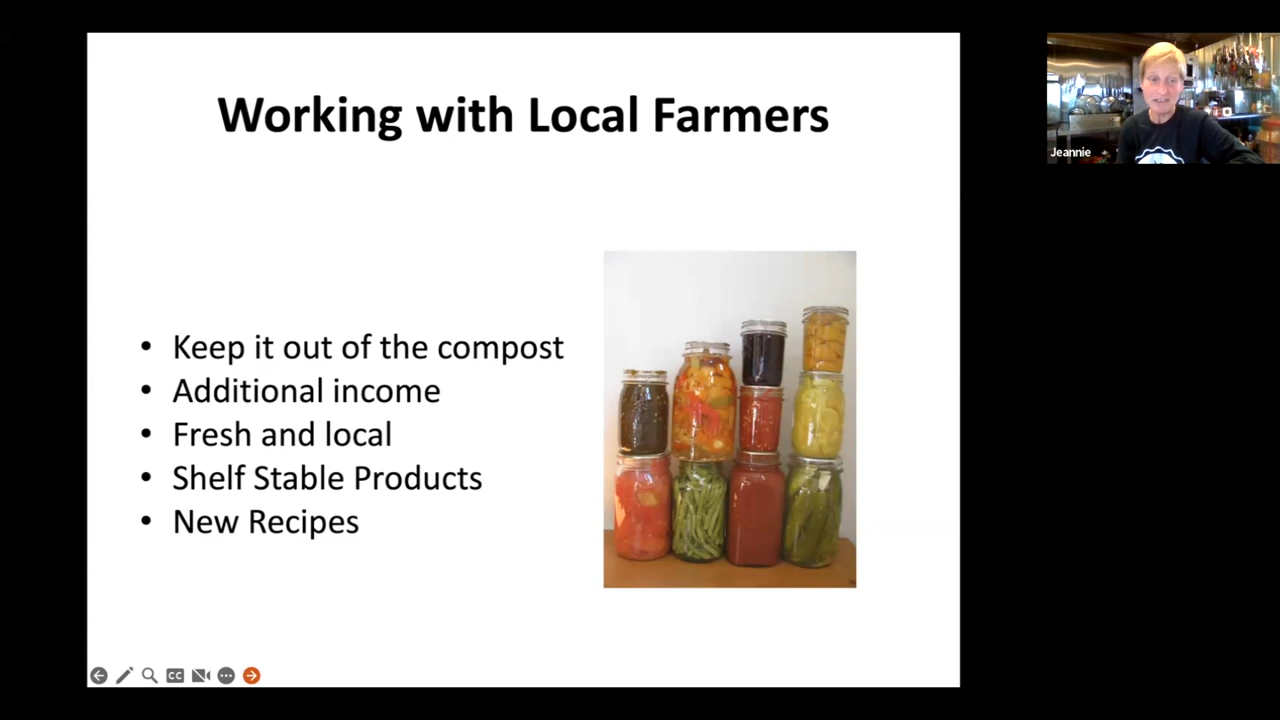 Working with Local Farmers
Jeannie
• Keep it out of the compost
• Additional income
• Fresh and local
• Shelf Stable Products
• New Recipes
CC